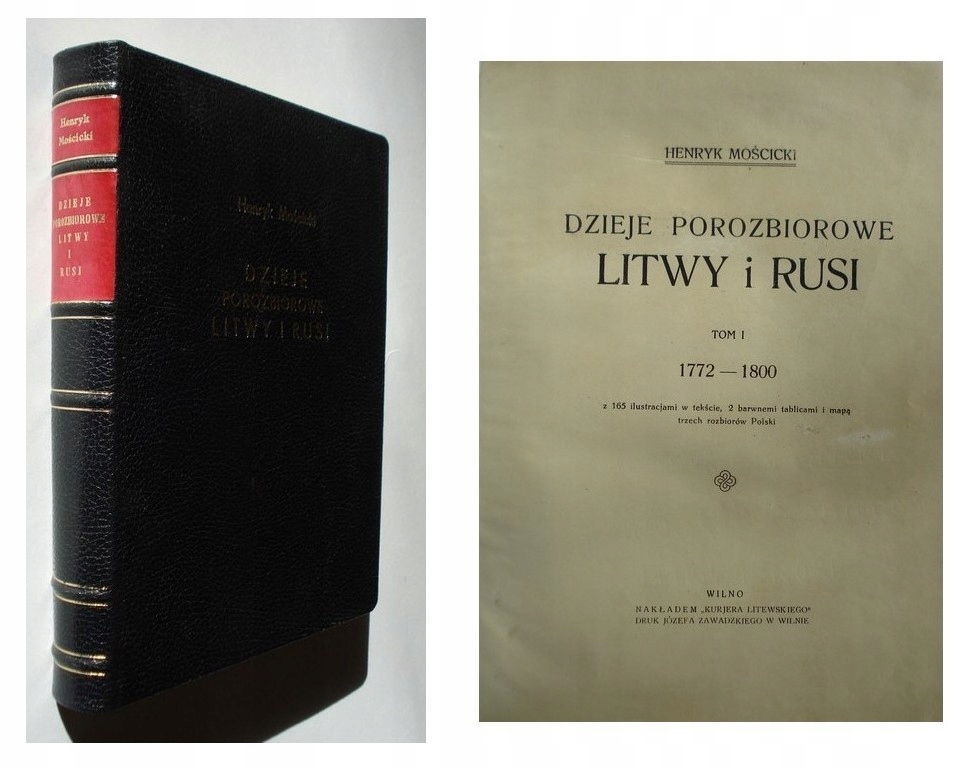 Henryk
Mościcki
DZIEJE
POROZBIOROWE
LITWY
I
RUSI
Henryk Mościcki
DZIEJE
POROZBIOROWE
LITWY I RUSI
HENRYK MOŚCICKI
DZIEJE POROZBIOROWE
LITWY i RUSI
TOM I
1772 — 1800
z 165 ilustracjami w tekście, 2 barwnemi tablicami i mapą
trzech rozbiorów Polski
WILNO
NAKŁADEM „KURJERA LITEWSKIEGO"
DRUK JÓZEFA ZAWADZKIEGO W WILNIE